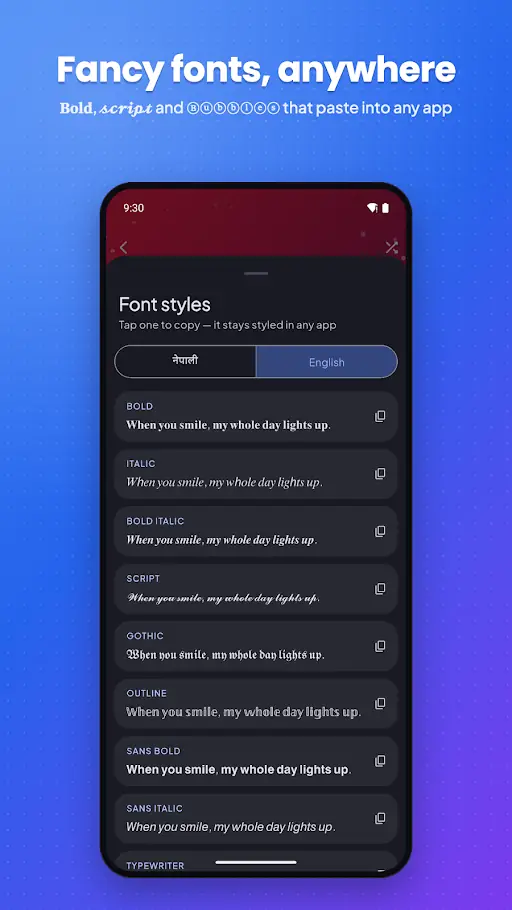 Fancy fonts, anywhere
𝐁𝐨𝐥𝐝, 𝓼𝓬𝓻𝓲𝓹𝓽 and Ⓑⓤⓑⓑⓛⓔⓢ that paste into any app
9:30
Font styles
Tap one to copy — it stays styled in any app
नेपाली
English
BOLD
𝐖𝐡𝐞𝐧 𝐲𝐨𝐮 𝐬𝐦𝐢𝐥𝐞, 𝐦𝐲 𝐰𝐡𝐨𝐥𝐞 𝐝𝐚𝐲 𝐥𝐢𝐠𝐡𝐭𝐬 𝐮𝐩.
ITALIC
𝑊ℎ𝑒𝑛 𝑦𝑜𝑢 𝑠𝑚𝑖𝑙𝑒, 𝑚𝑦 𝑤ℎ𝑜𝑙𝑒 𝑑𝑎𝑦 𝑙𝑖𝑔ℎ𝑡𝑠 𝑢𝑝.
BOLD ITALIC
𝑾𝒉𝒆𝒏 𝒚𝒐𝒖 𝒔𝒎𝒊𝒍𝒆, 𝒎𝒚 𝒘𝒉𝒐𝒍𝒆 𝒅𝒂𝒚 𝒍𝒊𝒈𝒉𝒕𝒔 𝒖𝒑.
SCRIPT
𝓦𝓱𝓮𝓷 𝔂𝓸𝓾 𝓼𝓶𝓲𝓵𝓮, 𝓶𝔂 𝔀𝓱𝓸𝓵𝓮 𝓭𝓪𝔂 𝓵𝓲𝓰𝓱𝓽𝓼 𝓾𝓹.
GOTHIC
𝔚𝔥𝔢𝔫 𝔶𝔬𝔲 𝔰𝔪𝔦𝔩𝔢, 𝔪𝔶 𝔴𝔥𝔬𝔩𝔢 𝔡𝔞𝔶 𝔩𝔦𝔤𝔥𝔱𝔰 𝔲𝔭.
OUTLINE
𝕎𝕙𝕖𝕟 𝕪𝕠𝕦 𝕤𝕞𝕚𝕝𝕖, 𝕞𝕪 𝕨𝕙𝕠𝕝𝕖 𝕕𝕒𝕪 𝕝𝕚𝕘𝕙𝕥𝕤 𝕦𝕡.
SANS BOLD
𝗪𝗵𝗲𝗻 𝘆𝗼𝘂 𝘀𝗺𝗶𝗹𝗲, 𝗺𝘆 𝘄𝗵𝗼𝗹𝗲 𝗱𝗮𝘆 𝗹𝗶𝗴𝗵𝘁𝘀 𝘂𝗽.
SANS ITALIC
𝘞𝘩𝘦𝘯 𝘺𝘰𝘶 𝘴𝘮𝘪𝘭𝘦, 𝘮𝘺 𝘸𝘩𝘰𝘭𝘦 𝘥𝘢𝘺 𝘭𝘪𝘨𝘩𝘵𝘴 𝘶𝘱.
TYPEWRITER